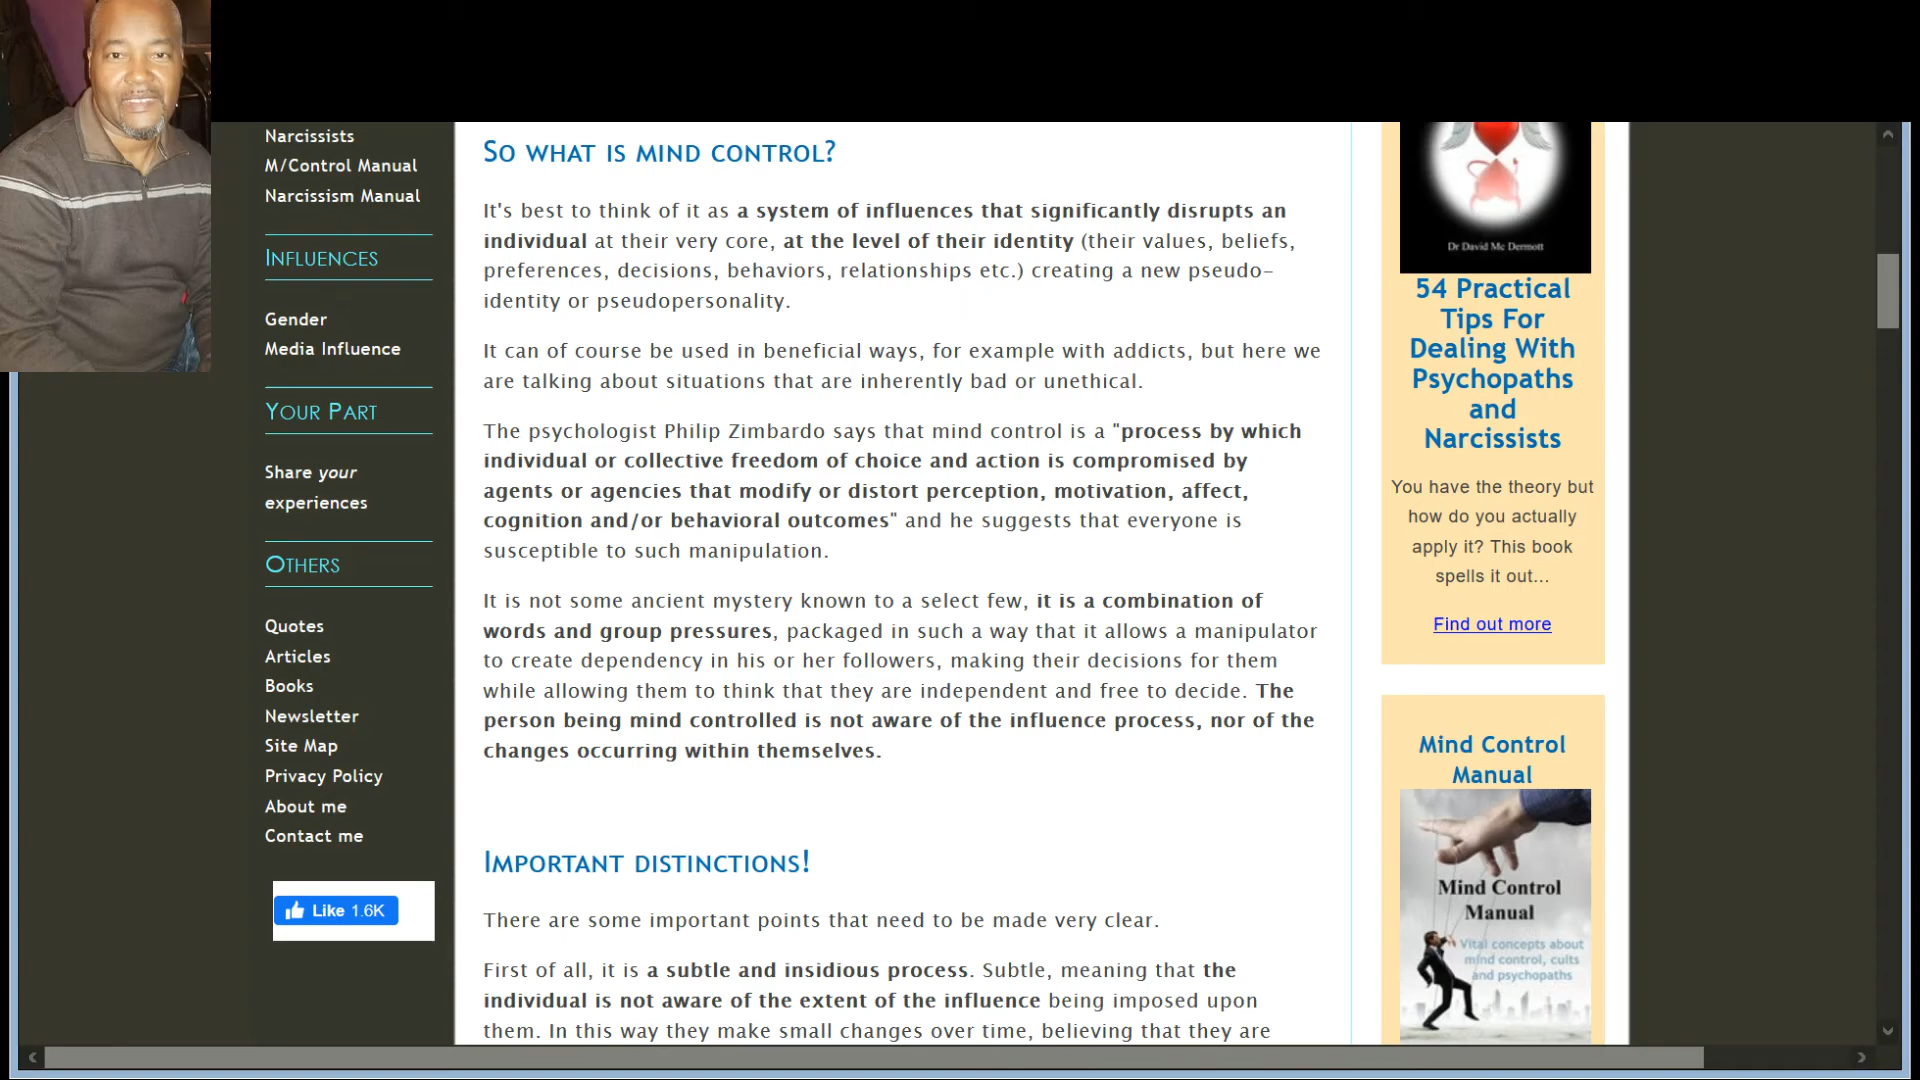 Narcissists
M/Control Manual
Narcissism Manual
Influences
Gender
Media Influence
Your Part
Share your
experiences
Others
Quotes
Articles
Books
Newsletter
Site Map
Privacy Policy
About me
Contact me
Like 1.6K
So what is mind control?
It's best to think of it as a system of influences that significantly disrupts an
individual at their very core, at the level of their identity (their values, beliefs,
preferences, decisions, behaviors, relationships etc.) creating a new pseudo-
identity or pseudopersonality.
It can of course be used in beneficial ways, for example with addicts, but here we
are talking about situations that are inherently bad or unethical.
The psychologist Philip Zimbardo says that mind control is a "process by which
individual or collective freedom of choice and action is compromised by
agents or agencies that modify or distort perception, motivation, affect,
cognition and/or behavioral outcomes" and he suggests that everyone is
susceptible to such manipulation.
It is not some ancient mystery known to a select few, it is a combination of
words and group pressures, packaged in such a way that it allows a manipulator
to create dependency in his or her followers, making their decisions for them
while allowing them to think that they are independent and free to decide. The
person being mind controlled is not aware of the influence process, nor of the
changes occurring within themselves.
Important distinctions!
There are some important points that need to be made very clear.
First of all, it is a subtle and insidious process. Subtle, meaning that the
individual is not aware of the extent of the influence being imposed upon
them. In this way they make small changes over time, believing that they are
Dr David Mc Dermott
54 Practical
Tips For
Dealing With
Psychopaths
and
Narcissists
You have the theory but
how do you actually
apply it? This book
spells it out...
Find out more
Mind Control
Manual
Mind Control
Manual
Vital concepts about
mind control, cults
and psychopaths